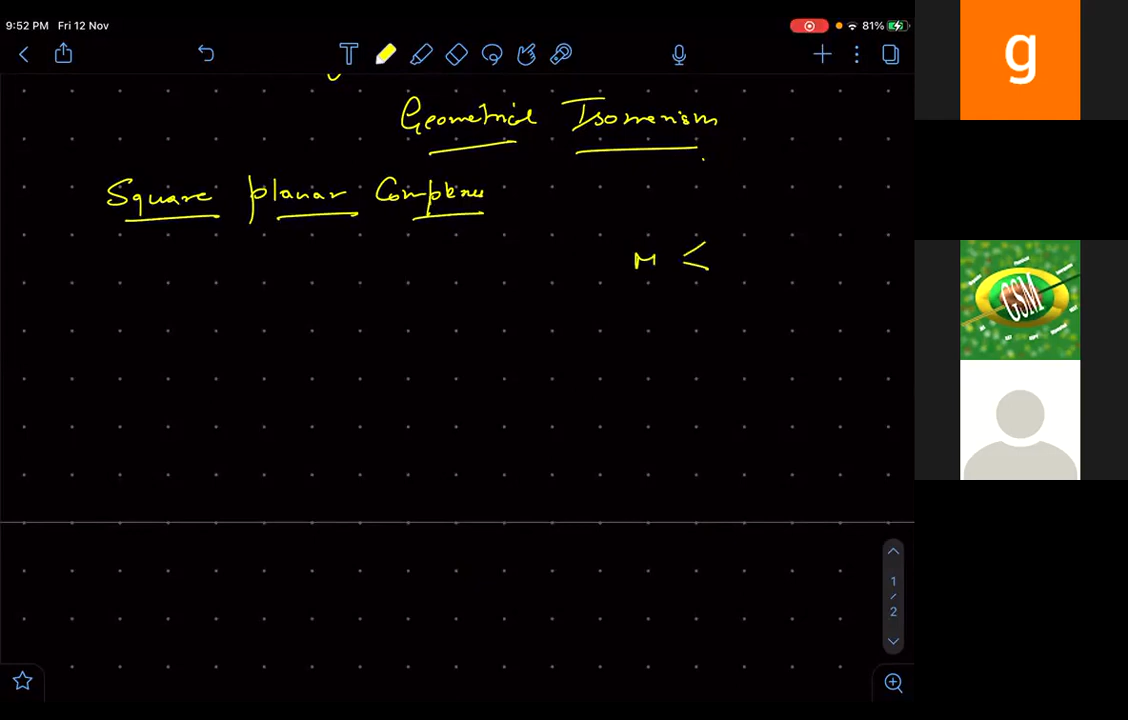 9:52 PM Fri 12 Nov
81%
g
Geometrical Isomerism
Square planar Complexes
M <
GSM
1
/
2